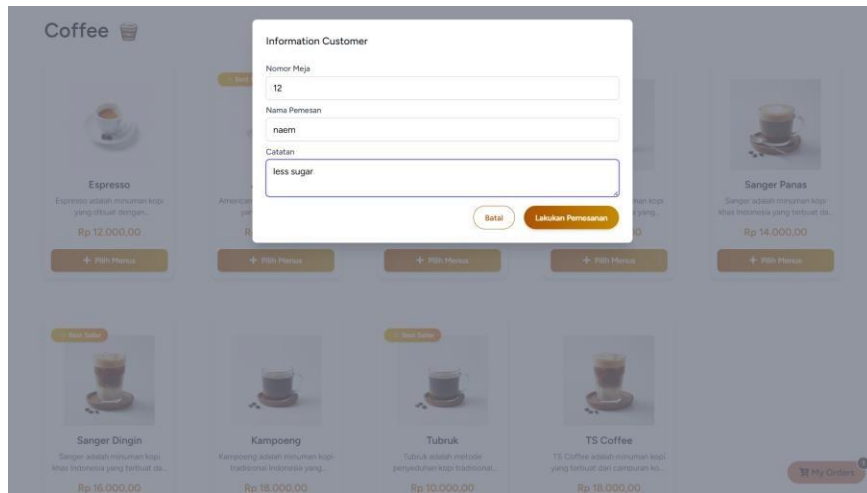 Coffee
Information Customer
Nomor Meja
12
Nama Pemesan
naem
Catatan
less sugar
Batal
Lakukan Pemesanan
Espresso
Espresso adalah minuman kopi
yang dibuat dengan...
Rp 12.000,00
+ Pilih Menus
+ Pilih Menus
+ Pilih Menus
+ Pilih Menus
Sanger Panas
Sanger adalah minuman kopi
khas Indonesia yang terbuat da...
Rp 14.000,00
+ Pilih Menus
Best Seller
Sanger Dingin
Sanger adalah minuman kopi
khas Indonesia yang terbuat da...
Rp 16.000,00
Kampoeng
Kampoeng adalah minuman kopi
tradisional Indonesia yang...
Rp 18.000,00
Best Seller
Tubruk
Tubruk adalah metode
penyeduhan kopi tradisional...
Rp 10.000,00
TS Coffee
TS Coffee adalah minuman kopi
yang terbuat dari campuran ko...
Rp 18.000,00
My Orders